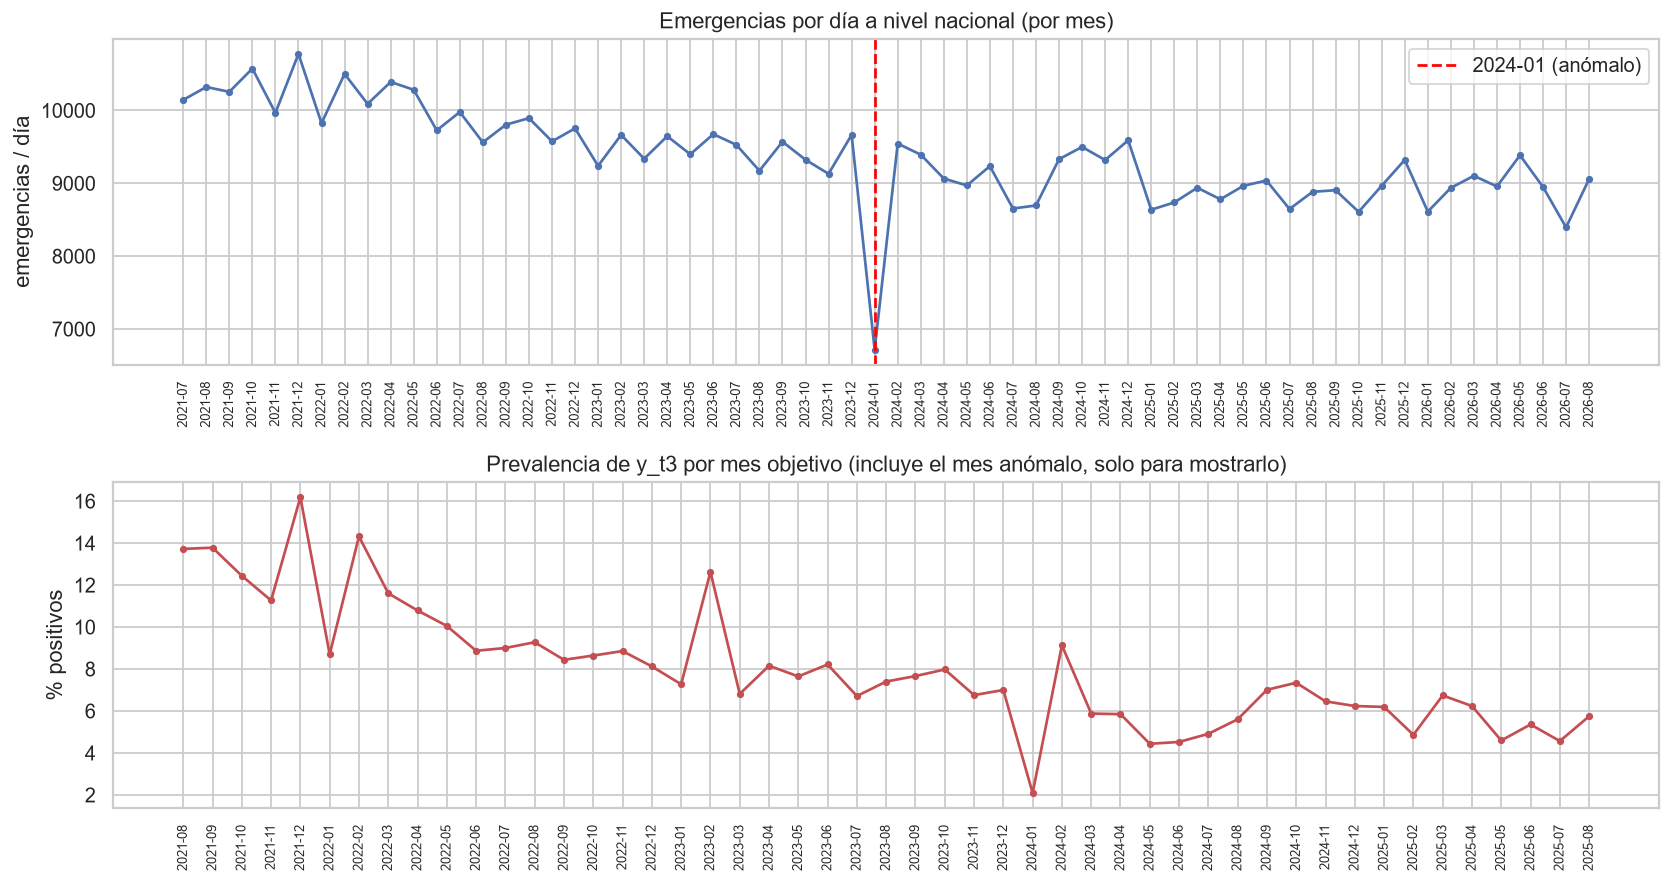 Emergencias por día a nivel nacional (por mes)
2024-01 (anómalo)
emergencias / día
10000
9000
8000
7000
2021-07 2021-08 2021-09 2021-10 2021-11 2021-12 2022-01 2022-02 2022-03 2022-04 2022-05 2022-06 2022-07 2022-08 2022-09 2022-10 2022-11 2022-12 2023-01 2023-02 2023-03 2023-04 2023-05 2023-06 2023-07 2023-08 2023-09 2023-10 2023-11 2023-12 2024-01 2024-02 2024-03 2024-04 2024-05 2024-06 2024-07 2024-08 2024-09 2024-10 2024-11 2024-12 2025-01 2025-02 2025-03 2025-04 2025-05 2025-06 2025-07 2025-08 2025-09 2025-10 2025-11 2025-12 2026-01 2026-02 2026-03 2026-04 2026-05 2026-06 2026-07 2026-08
Prevalencia de y_t3 por mes objetivo (incluye el mes anómalo, solo para mostrarlo)
% positivos
16
14
12
10
8
6
4
2
2021-08 2021-09 2021-10 2021-11 2021-12 2022-01 2022-02 2022-03 2022-04 2022-05 2022-06 2022-07 2022-08 2022-09 2022-10 2022-11 2022-12 2023-01 2023-02 2023-03 2023-04 2023-05 2023-06 2023-07 2023-08 2023-09 2023-10 2023-11 2023-12 2024-01 2024-02 2024-03 2024-04 2024-05 2024-06 2024-07 2024-08 2024-09 2024-10 2024-11 2024-12 2025-01 2025-02 2025-03 2025-04 2025-05 2025-06 2025-07 2025-08